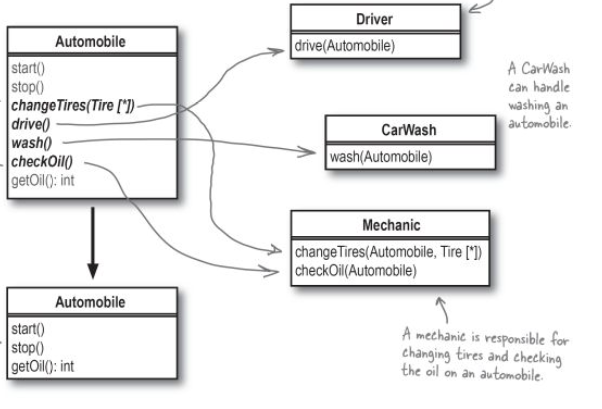 Automobile
start()
stop()
changeTires(Tire [*])
drive()
wash()
checkOil()
getOil(): int
Driver
drive(Automobile)
A CarWash
can handle
washing an
automobile.
CarWash
wash(Automobile)
Mechanic
changeTires(Automobile, Tire [*])
checkOil(Automobile)
Automobile
start()
stop()
getOil(): int
A mechanic is responsible for
changing tires and checking
the oil on an automobile.